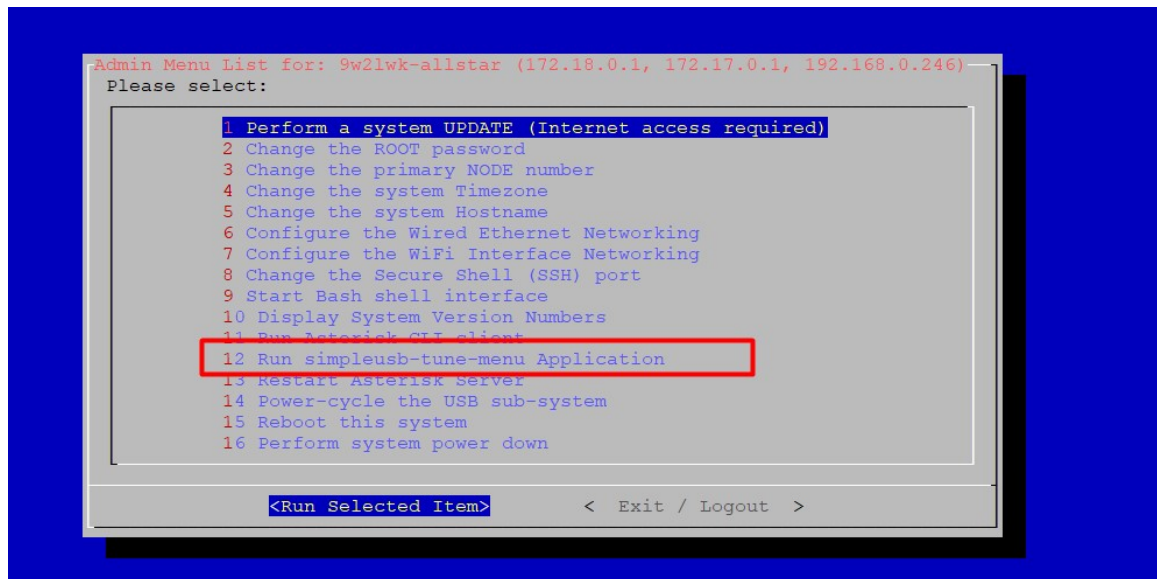 Admin Menu List for: 9w2lwk-allstar (172.18.0.1, 172.17.0.1, 192.168.0.246)
Please select:
1 Perform a system UPDATE (Internet access required)
2 Change the ROOT password
3 Change the primary NODE number
4 Change the system Timezone
5 Change the system Hostname
6 Configure the Wired Ethernet Networking
7 Configure the WiFi Interface Networking
8 Change the Secure Shell (SSH) port
9 Start Bash shell interface
10 Display System Version Numbers
11 Run Asterisk CLI client
12 Run simpleusb-tune-menu Application
13 Restart Asterisk Server
14 Power-cycle the USB sub-system
15 Reboot this system
16 Perform system power down
<Run Selected Item> < Exit / Logout >